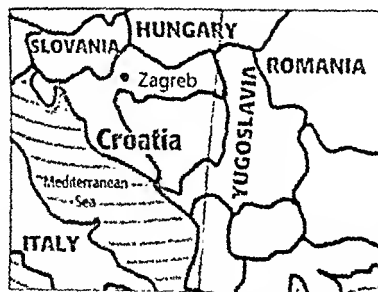 HUNGARY
SLOVANIA
ROMANIA
Zagreb
YUGOSLAVIA
Croatia
Mediterranean
Sea
ITALY